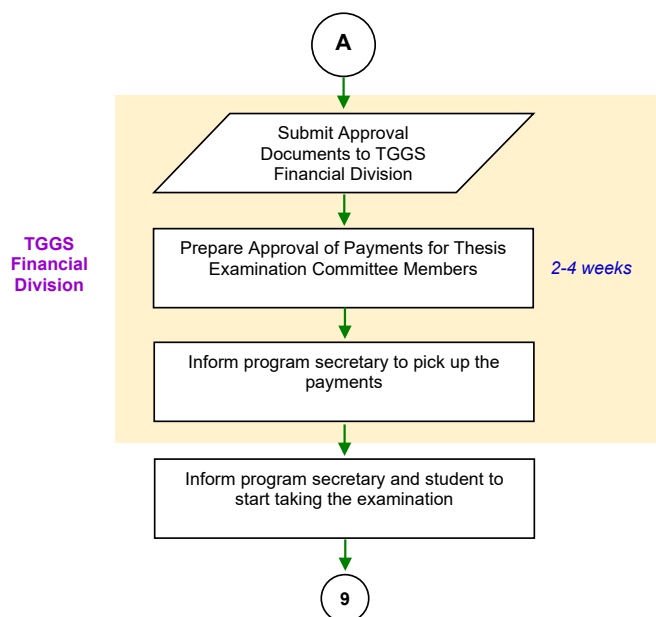 A
Submit Approval
Documents to TGGS
Financial Division
TGGS
Financial
Division
Prepare Approval of Payments for Thesis
Examination Committee Members
2-4 weeks
Inform program secretary to pick up the
payments
Inform program secretary and student to
start taking the examination
9